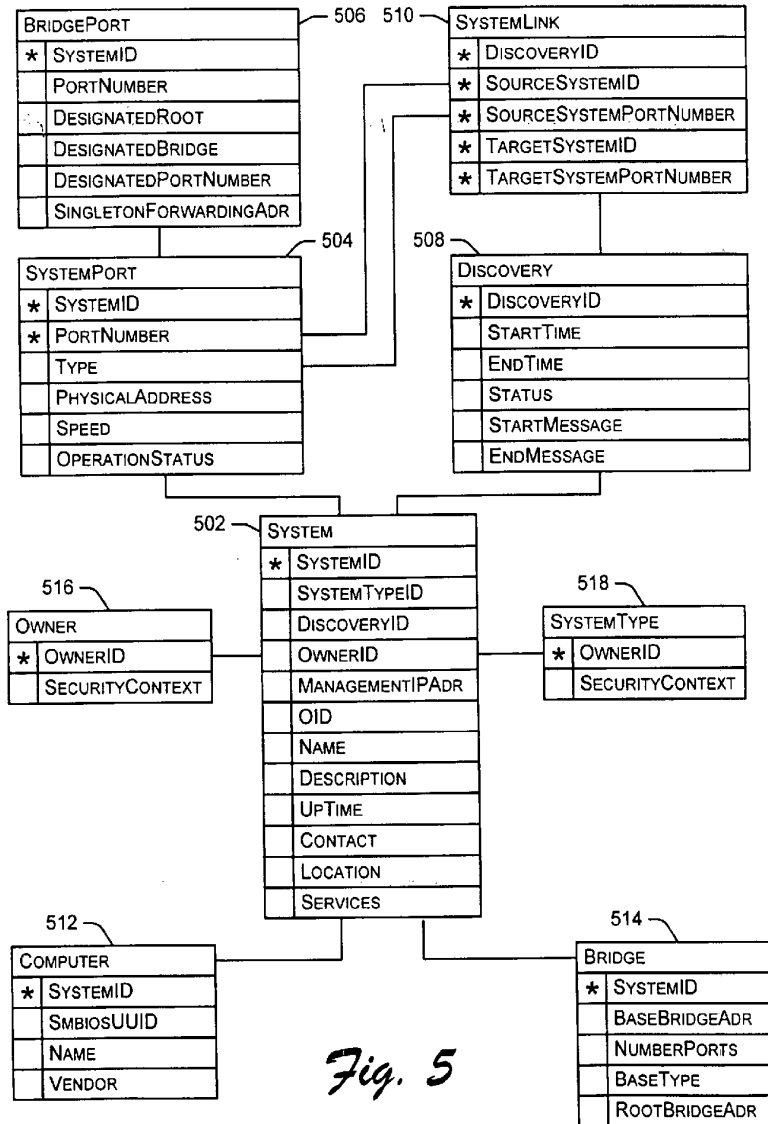 BRIDGEPORT
* SYSTEMID
PORTNUMBER
DESIGNATEDROOT
DESIGNATEDBRIDGE
DESIGNATEDPORTNUMBER
SINGLETONFORWARDINGADR
506
510
SYSTEMLINK
* DISCOVERYID
* SOURCESYSTEMID
* SOURCESYSTEMPORTNUMBER
* TARGETSYSTEMID
* TARGETSYSTEMPORTNUMBER
504
SYSTEMPORT
* SYSTEMID
* PORTNUMBER
TYPE
PHYSICALADDRESS
SPEED
OPERATIONSTATUS
508
DISCOVERY
* DISCOVERYID
STARTTIME
ENDTIME
STATUS
STARTMESSAGE
ENDMESSAGE
502
SYSTEM
* SYSTEMID
SYSTEMTYPEID
DISCOVERYID
OWNERID
MANAGEMENTIPADR
OID
NAME
DESCRIPTION
UPTIME
CONTACT
LOCATION
SERVICES
516
OWNER
* OWNERID
SECURITYCONTEXT
518
SYSTEMTYPE
* OWNERID
SECURITYCONTEXT
512
COMPUTER
* SYSTEMID
SMBIOSUUID
NAME
VENDOR
514
BRIDGE
* SYSTEMID
BASEBRIDGEADR
NUMBERPORTS
BASETYPE
ROOTBRIDGEADR
Fig. 5